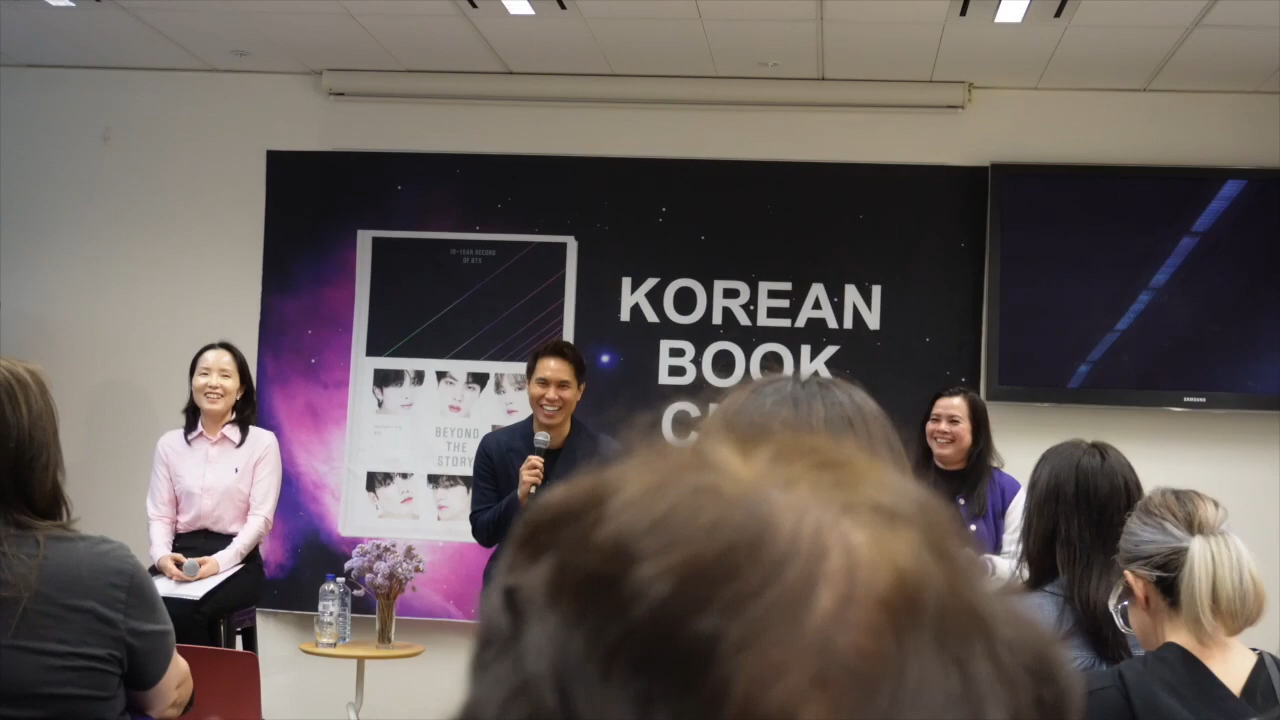 10-YEAR RECORD
OF BTS
BEYOND
THE
STORY
KOREAN
BOOK
SAMSUNG